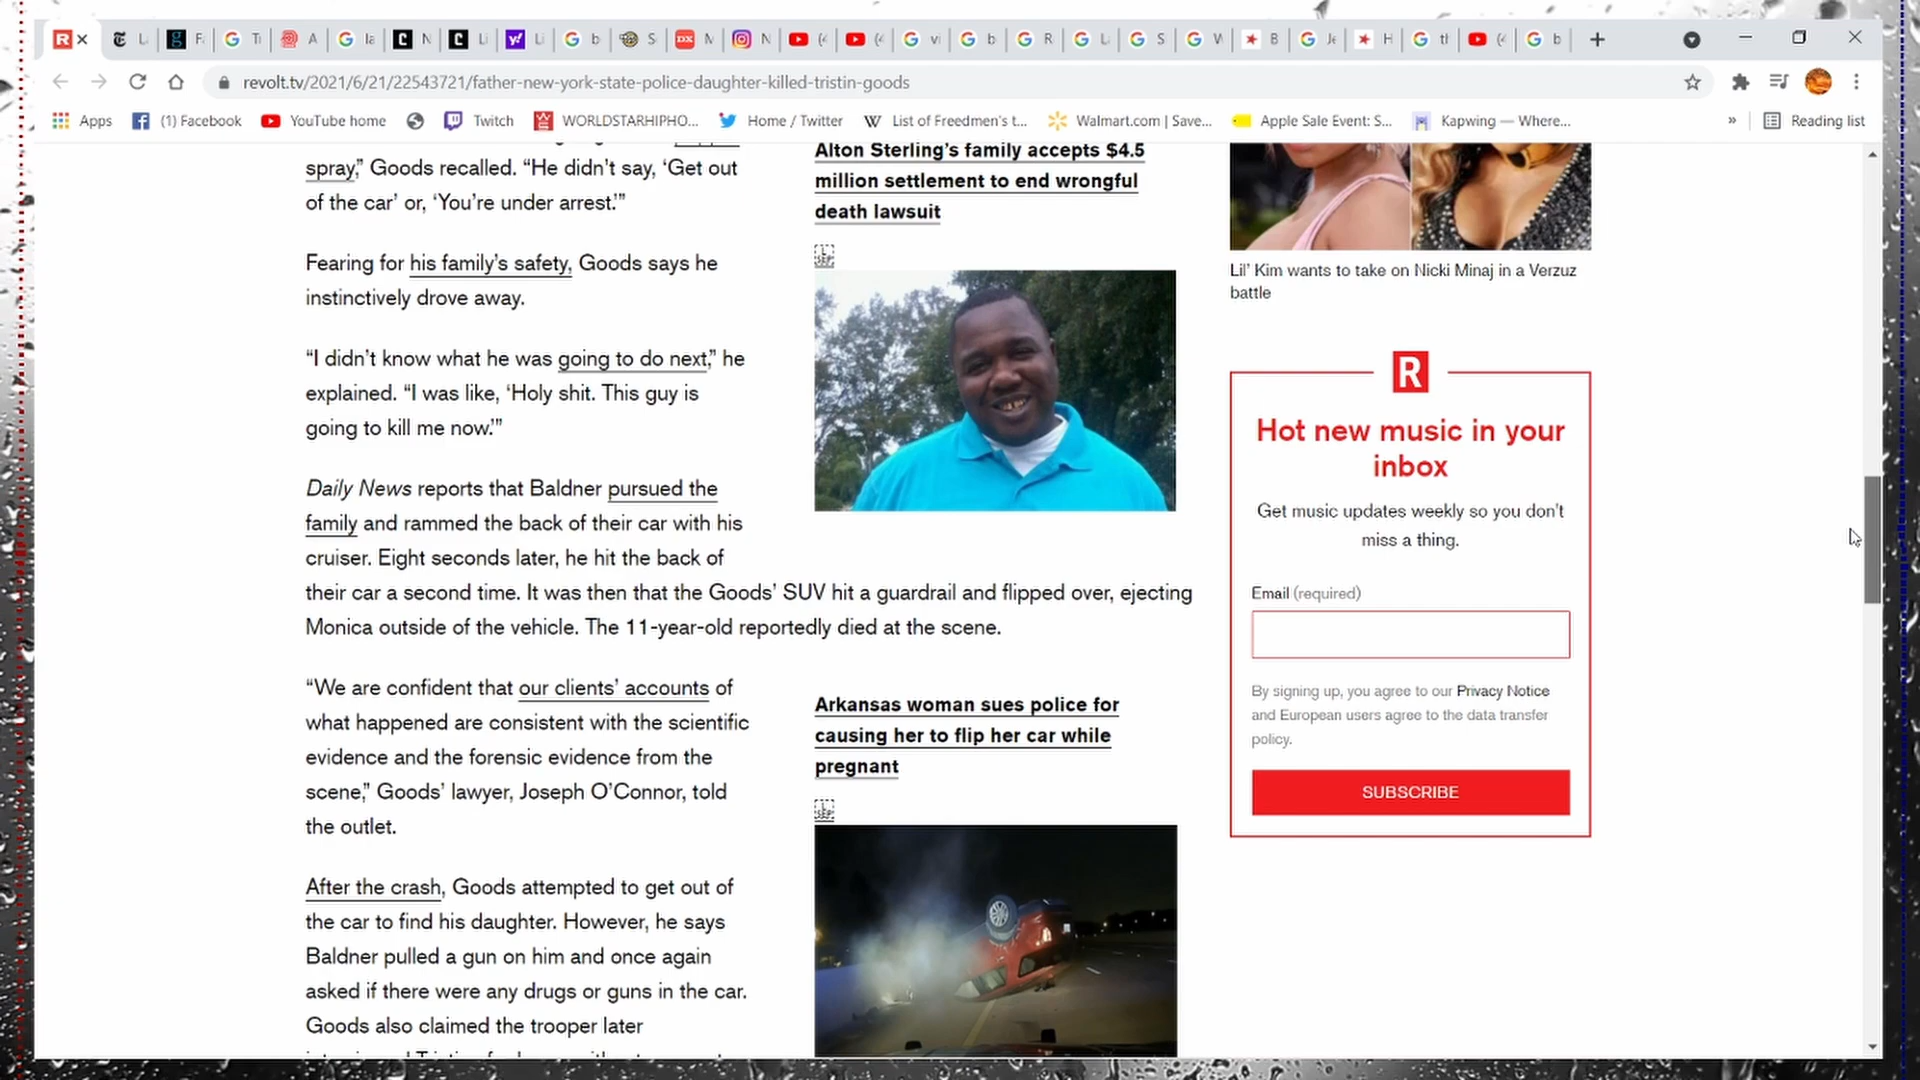 revolt.tv/2021/6/21/22543721/father-new-york-state-police-daughter-killed-tristin-goods
Apps
(1) Facebook
YouTube home
Twitch
WORLDSTARHIPHO...
Home / Twitter
List of Freedmen's t...
Walmart.com | Save...
Apple Sale Event: S...
Kapwing — Where...
»
Reading list
spray,” Goods recalled. “He didn’t say, ‘Get out
of the car’ or, ‘You’re under arrest.’”
Fearing for his family’s safety, Goods says he
instinctively drove away.
“I didn’t know what he was going to do next,” he
explained. “I was like, ‘Holy shit. This guy is
going to kill me now.’”
Daily News reports that Baldner pursued the
family and rammed the back of their car with his
cruiser. Eight seconds later, he hit the back of
their car a second time. It was then that the Goods’ SUV hit a guardrail and flipped over, ejecting
Monica outside of the vehicle. The 11-year-old reportedly died at the scene.
“We are confident that our clients’ accounts of
what happened are consistent with the scientific
evidence and the forensic evidence from the
scene,” Goods’ lawyer, Joseph O’Connor, told
the outlet.
After the crash, Goods attempted to get out of
the car to find his daughter. However, he says
Baldner pulled a gun on him and once again
asked if there were any drugs or guns in the car.
Goods also claimed the trooper later
Alton Sterling’s family accepts $4.5
million settlement to end wrongful
death lawsuit
Arkansas woman sues police for
causing her to flip her car while
pregnant
Lil’ Kim wants to take on Nicki Minaj in a Verzuz
battle
R
Hot new music in your
inbox
Get music updates weekly so you don’t
miss a thing.
Email (required)
By signing up, you agree to our Privacy Notice
and European users agree to the data transfer
policy.
SUBSCRIBE